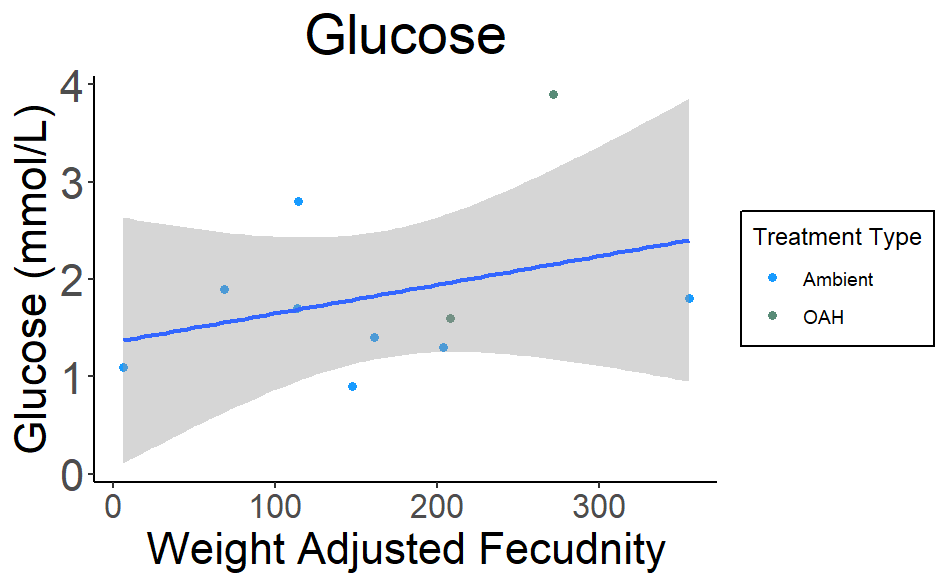 Glucose
4
3
2
1
0
Glucose (mmol/L)
0 100 200 300
Weight Adjusted Fecudnity
Treatment Type
Ambient
OAH